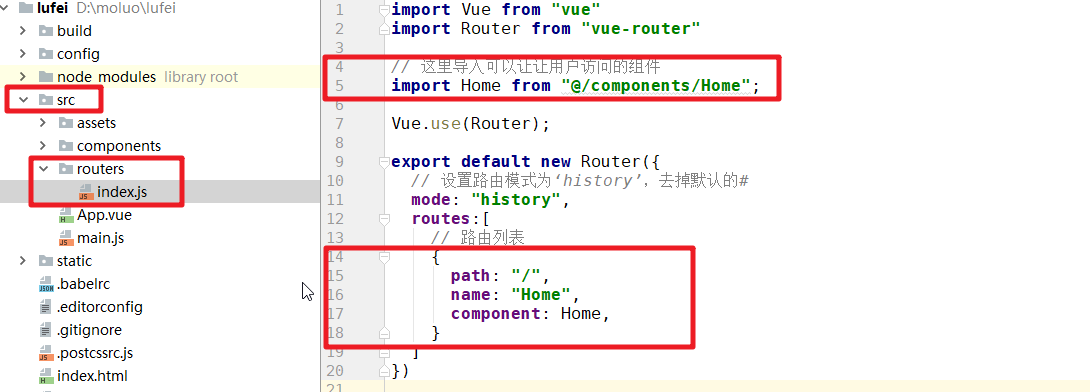 lufei D:\moluo\lufei
build
config
node_modules library root
src
assets
components
routers
index.js
App.vue
main.js
static
.babelrc
.editorconfig
.gitignore
.postcssrc.js
index.html
1 import Vue from "vue"
2 import Router from "vue-router"
3
4 // 这里导入可以让让用户访问的组件
5 import Home from "@/components/Home";
6
7 Vue.use(Router);
8
9 export default new Router({
10 // 设置路由模式为‘history’，去掉默认的#
11 mode: "history",
12 routes:[
13 // 路由列表
14 {
15 path: "/",
16 name: "Home",
17 component: Home,
18 }
19 ]
20 })
21